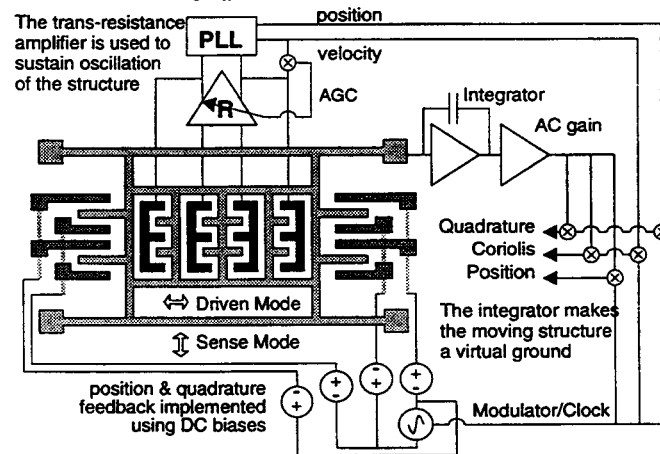 The trans-resistance
amplifier is used to
sustain oscillation
of the structure
PLL
position
velocity
R
AGC
Integrator
AC gain
Quadrature
Coriolis
Position
Driven Mode
Sense Mode
The integrator makes
the moving structure
a virtual ground
position & quadrature
feedback implemented
using DC biases
- +
+ -
+ -
+ -
Modulator/Clock